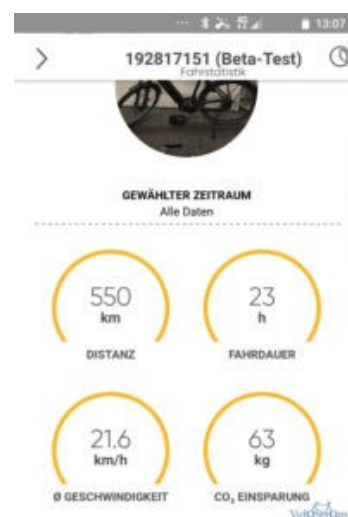 13:07
192817151 (Beta-Test)
Fahrstatistik
GEWÄHLTER ZEITRAUM
Alle Daten
550
km
DISTANZ
23
h
FAHRDAUER
21.6
km/h
Ø GESCHWINDIGKEIT
63
kg
CO₂ EINSPARUNG